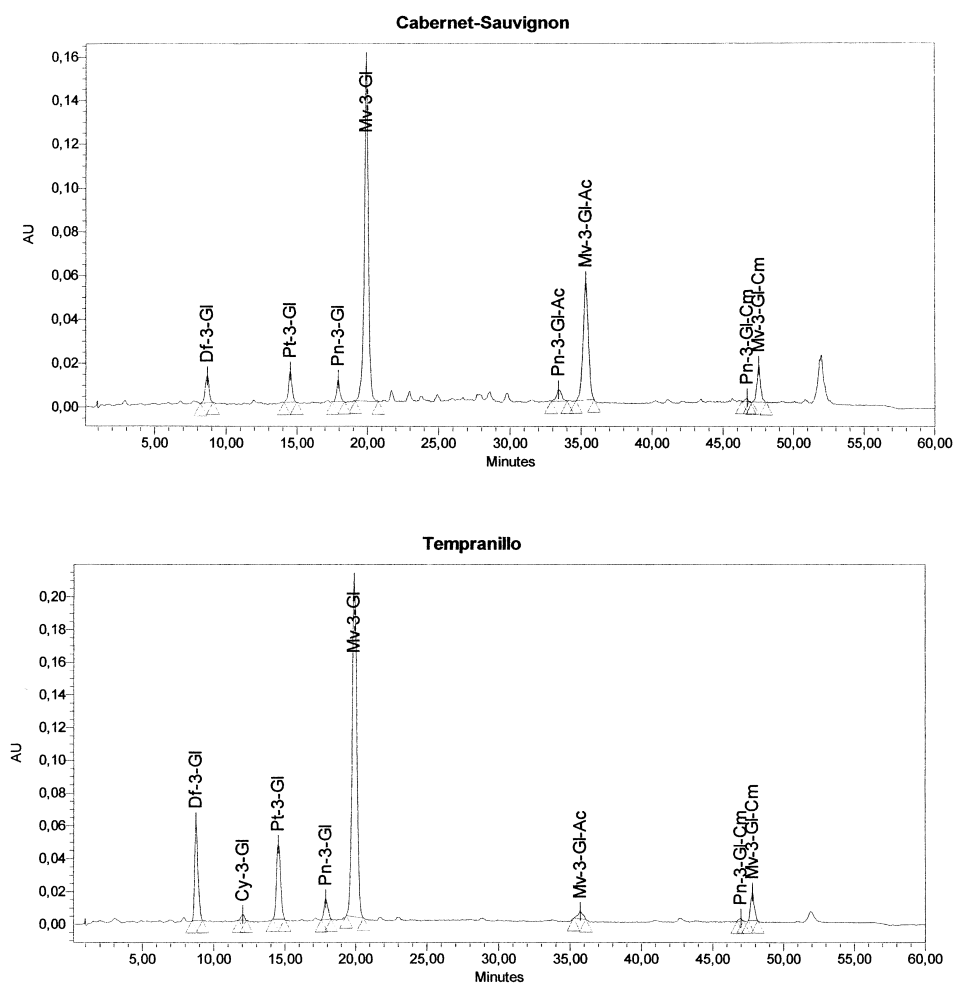 Cabernet-Sauvignon
0,16
0,14
0,12
0,10
0,08
0,06
0,04
0,02
0,00
AU
Df-3-Gl
Pt-3-Gl
Pn-3-Gl
Mv-3-Gl
Pn-3-Gl-Ac
Mv-3-Gl-Ac
Pn-3-Gl-Cm
Mv-3-Gl-Cm
5,00 10,00 15,00 20,00 25,00 30,00 35,00 40,00 45,00 50,00 55,00 60,00
Minutes
Tempranillo
0,20
0,18
0,16
0,14
0,12
0,10
0,08
0,06
0,04
0,02
0,00
AU
Df-3-Gl
Cy-3-Gl
Pt-3-Gl
Pn-3-Gl
Mv-3-Gl
Mv-3-Gl-Ac
Pn-3-Gl-Cm
Mv-3-Gl-Cm
5,00 10,00 15,00 20,00 25,00 30,00 35,00 40,00 45,00 50,00 55,00 60,00
Minutes